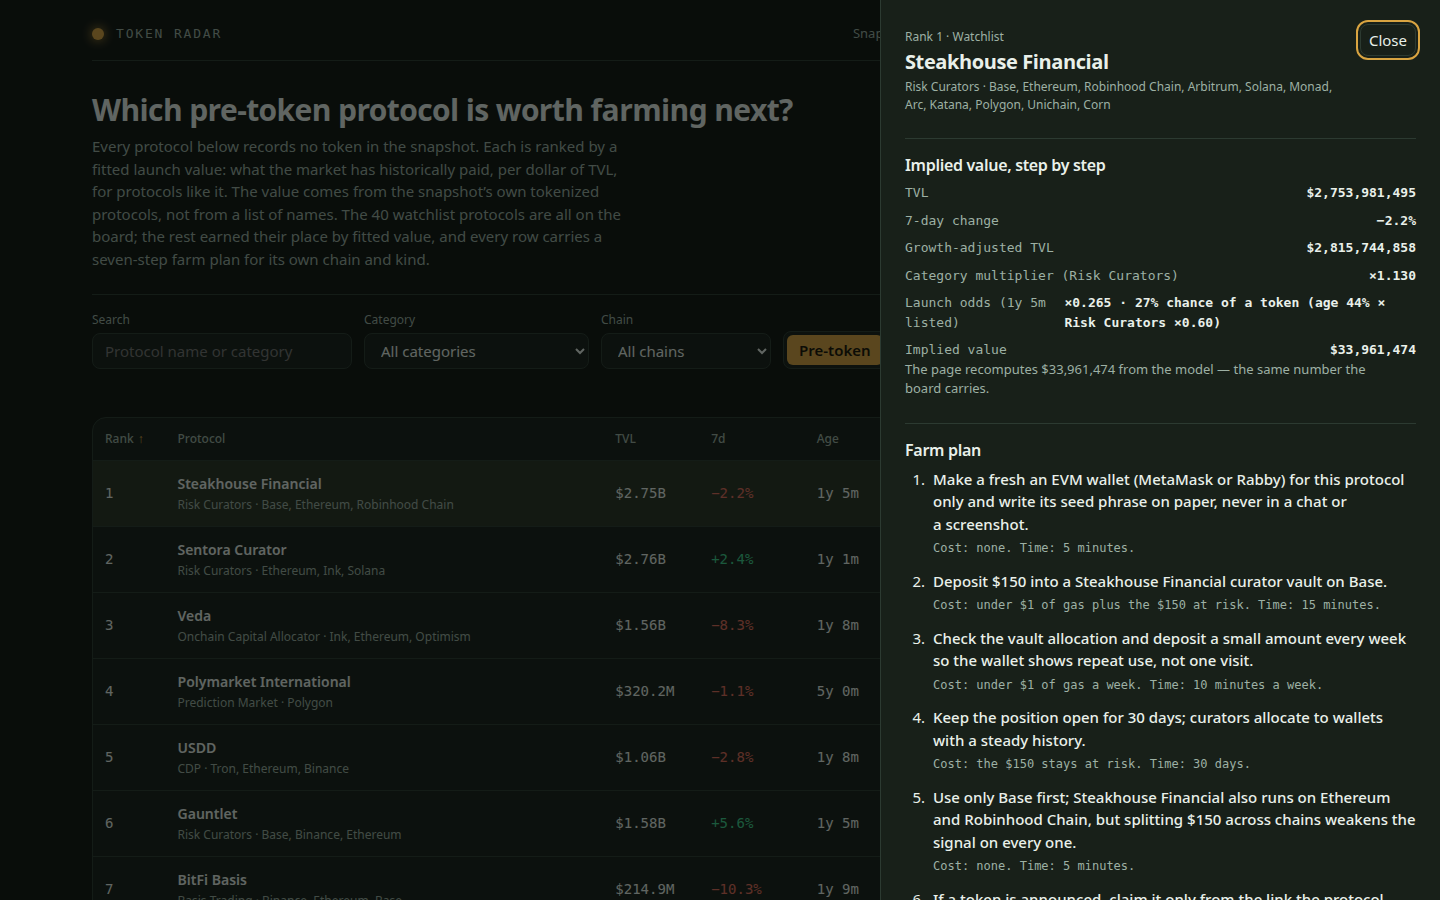 TOKEN RADAR
Snap
Which pre-token protocol is worth farming next?
Every protocol below records no token in the snapshot. Each is ranked by a
fitted launch value: what the market has historically paid, per dollar of TVL,
for protocols like it. The value comes from the snapshot's own tokenized
protocols, not from a list of names. The 40 watchlist protocols are all on the
board; the rest earned their place by fitted value, and every row carries a
seven-step farm plan for its own chain and kind.
Search
Category
Chain
Protocol name or category
All categories
All chains
Pre-token
Rank ↑ Protocol TVL 7d Age
1 Steakhouse Financial $2.75B −2.2% 1y 5m
Risk Curators · Base, Ethereum, Robinhood Chain
2 Sentora Curator $2.76B +2.4% 1y 1m
Risk Curators · Ethereum, Ink, Solana
3 Veda $1.56B −8.3% 1y 8m
Onchain Capital Allocator · Ink, Ethereum, Optimism
4 Polymarket International $320.2M −1.1% 5y 0m
Prediction Market · Polygon
5 USDD $1.06B −2.8% 1y 8m
CDP · Tron, Ethereum, Binance
6 Gauntlet $1.58B +5.6% 1y 5m
Risk Curators · Base, Binance, Ethereum
7 BitFi Basis $214.9M −10.3% 1y 9m
Basis Trading · Binance, Ethereum, Base
Rank 1 · Watchlist
Close
Steakhouse Financial
Risk Curators · Base, Ethereum, Robinhood Chain, Arbitrum, Solana, Monad,
Arc, Katana, Polygon, Unichain, Corn
Implied value, step by step
TVL $2,753,981,495
7-day change −2.2%
Growth-adjusted TVL $2,815,744,858
Category multiplier (Risk Curators) ×1.130
Launch odds (1y 5m ×0.265 · 27% chance of a token (age 44% ×
listed) Risk Curators ×0.60)
Implied value $33,961,474
The page recomputes $33,961,474 from the model — the same number the
board carries.
Farm plan
1. Make a fresh an EVM wallet (MetaMask or Rabby) for this protocol
only and write its seed phrase on paper, never in a chat or
a screenshot.
Cost: none. Time: 5 minutes.
2. Deposit $150 into a Steakhouse Financial curator vault on Base.
Cost: under $1 of gas plus the $150 at risk. Time: 15 minutes.
3. Check the vault allocation and deposit a small amount every week
so the wallet shows repeat use, not one visit.
Cost: under $1 of gas a week. Time: 10 minutes a week.
4. Keep the position open for 30 days; curators allocate to wallets
with a steady history.
Cost: the $150 stays at risk. Time: 30 days.
5. Use only Base first; Steakhouse Financial also runs on Ethereum
and Robinhood Chain, but splitting $150 across chains weakens the
signal on every one.
Cost: none. Time: 5 minutes.
6. If a token is announced, claim it only from the link the protocol